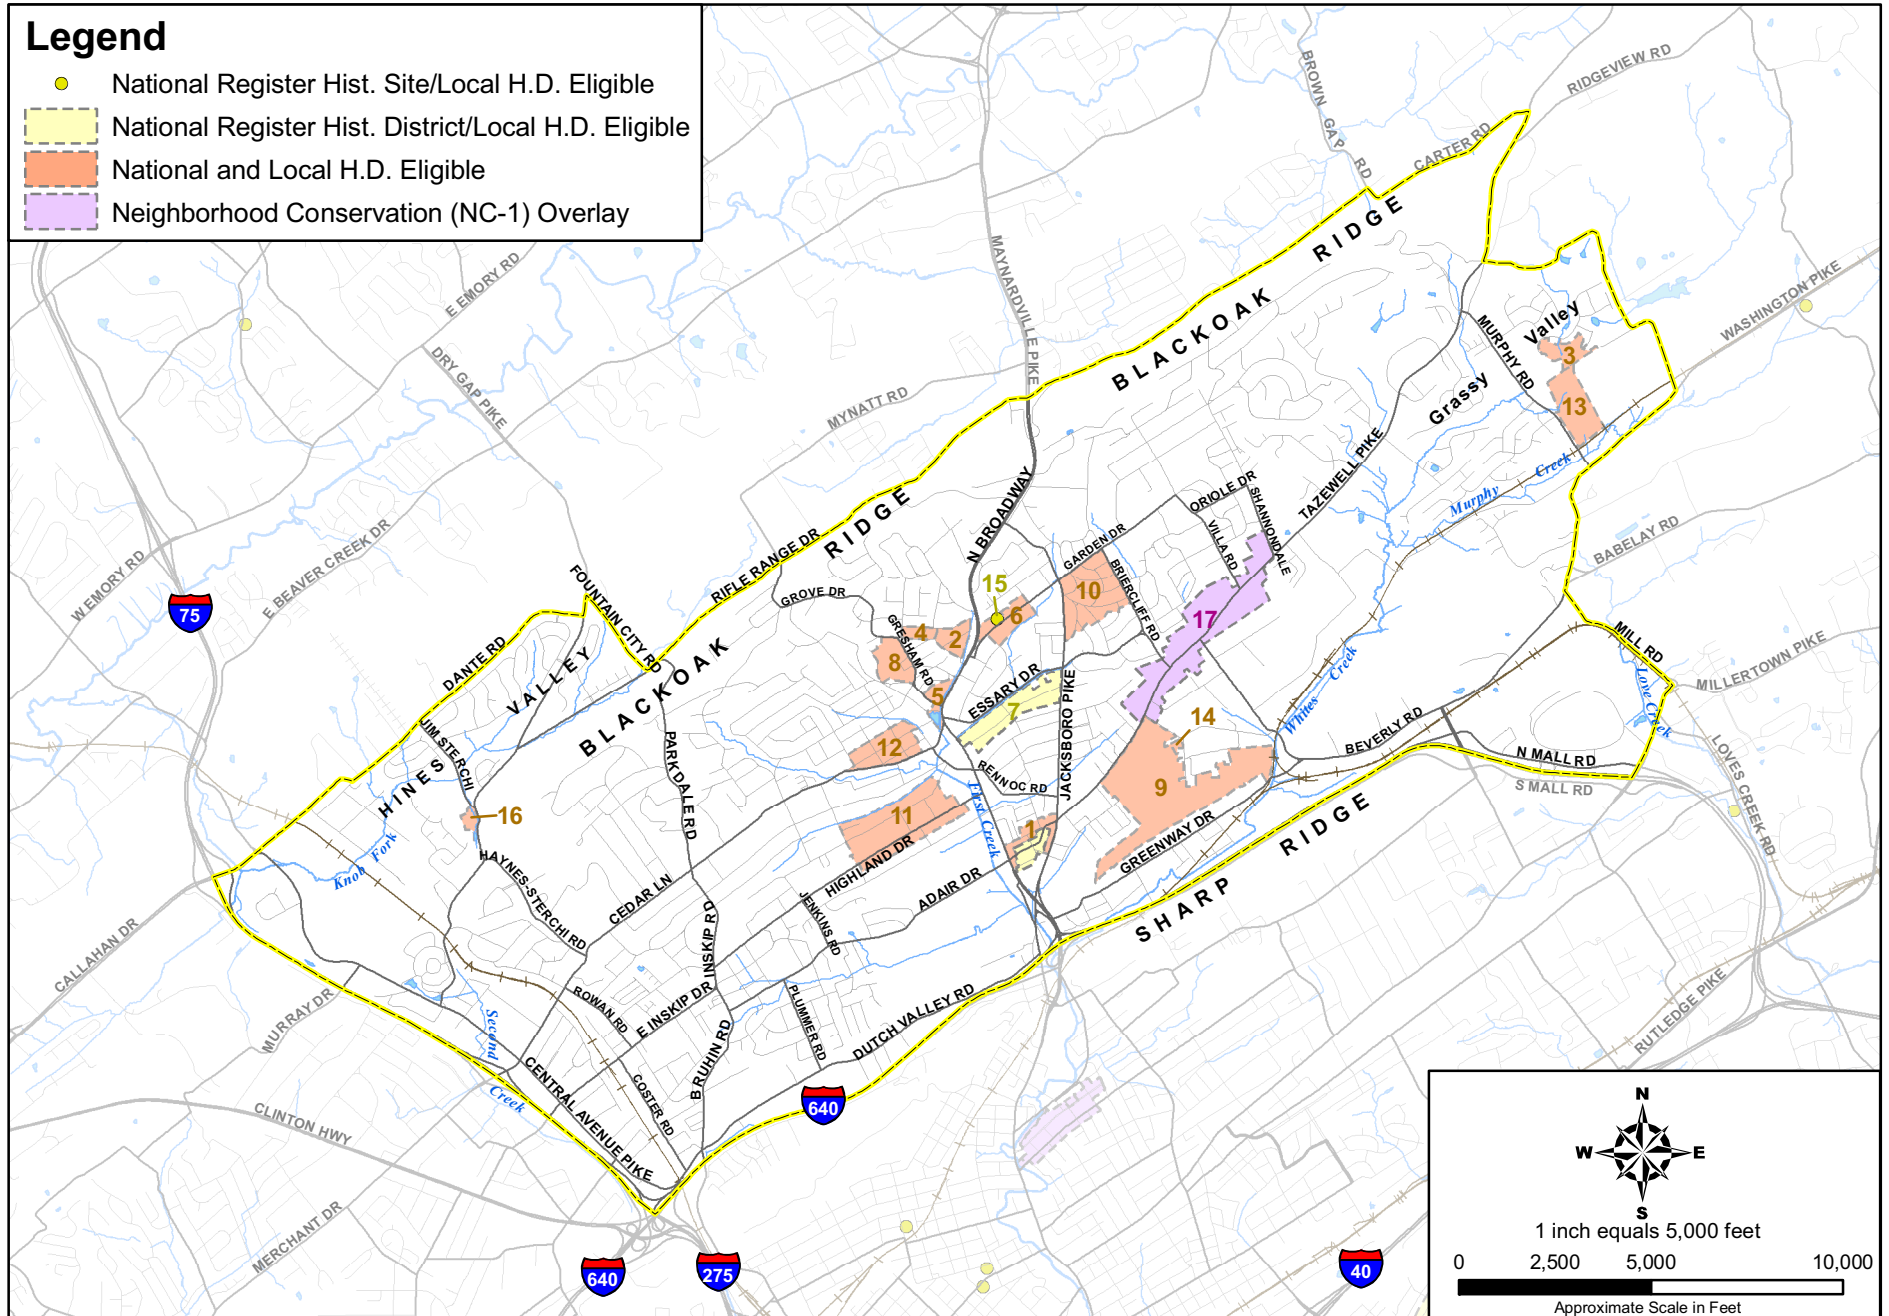 Legend
National Register Hist. Site/Local H.D. Eligible
National Register Hist. District/Local H.D. Eligible
National and Local H.D. Eligible
Neighborhood Conservation (NC-1) Overlay
BROWN GAP RD
RIDGEVIEW RD
CARTER RD
BLACKOAK RIDGE
MAYNARDVILLE PIKE
E EMORY RD
DRY GAP PIKE
MYNATT RD
WASHINGTON PIKE
MURPHY RD
Grassy Valley
3
13
TAZEWELL PIKE
Murphy Creek
BABELAY RD
W EMORY RD
E BEAVER CREEK DR
75
FOUNTAIN CITY RD
RIFLE RANGE DR
BLACKOAK RIDGE
N BROADWAY
ORIOLE DR
SHANNONDALE
VILLA RD
GARDEN DR
BRIERCLIFF RD
GROVE DR
GRESHAM RD
15
6
10
4
2
8
5
17
MILL RD
MILLERTOWN PIKE
Love Creek
LOVES CREEK RD
DANTE RD
HINES VALLEY
JIM STERCHI
ESSARY DR
7
JACKSBORO PIKE
14
Whites Creek
BEVERLY RD
N MALL RD
S MALL RD
12
RENNOC RD
PARKDALE RD
9
16
11
First Creek
1
HIGHLAND DR
GREENWAY DR
SHARP RIDGE
Knob Fork
HAYNES-STERCHI RD
CEDAR LN
INSKIP RD
JENKINS RD
ADAIR DR
CALLAHAN DR
MURRAY DR
ROWAN RD
E INSKIP DR
PLUMMER RD
DUTCH VALLEY RD
RUTLEDGE PIKE
Second Creek
CENTRAL AVENUE PIKE
COSTER RD
BRUHIN RD
640
CLINTON HWY
MERCHANT DR
640
275
40
N
W
E
S
1 inch equals 5,000 feet
0 2,500 5,000 10,000
Approximate Scale in Feet